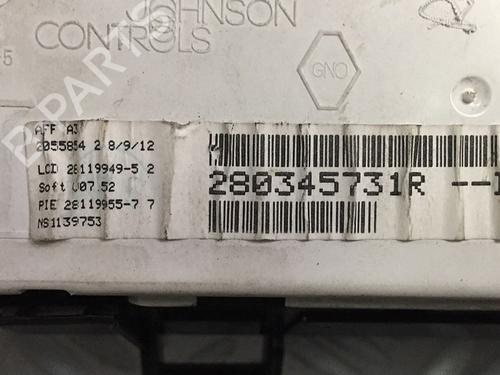 JOHNSON
CONTROLS
GNO
AFF A3
2055854 2 8/9/12
LCD 28119949-5 2
Soft V07.52
PIE 28119955-7 7
NS1139753
280345731R --
B-PARTS